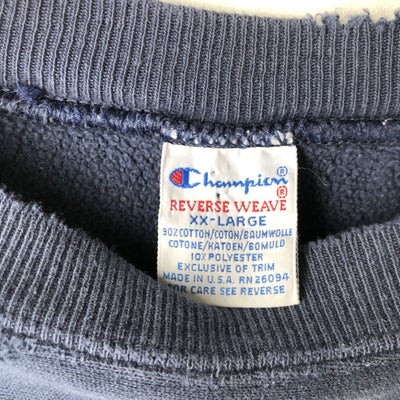 Champion®
REVERSE WEAVE®
XX-LARGE
90% COTTON/COTON/BAUMWOLLE
COTONE/KATOEN/BOMULD
10% POLYESTER
EXCLUSIVE OF TRIM
MADE IN U.S.A. RN 26094
FOR CARE SEE REVERSE